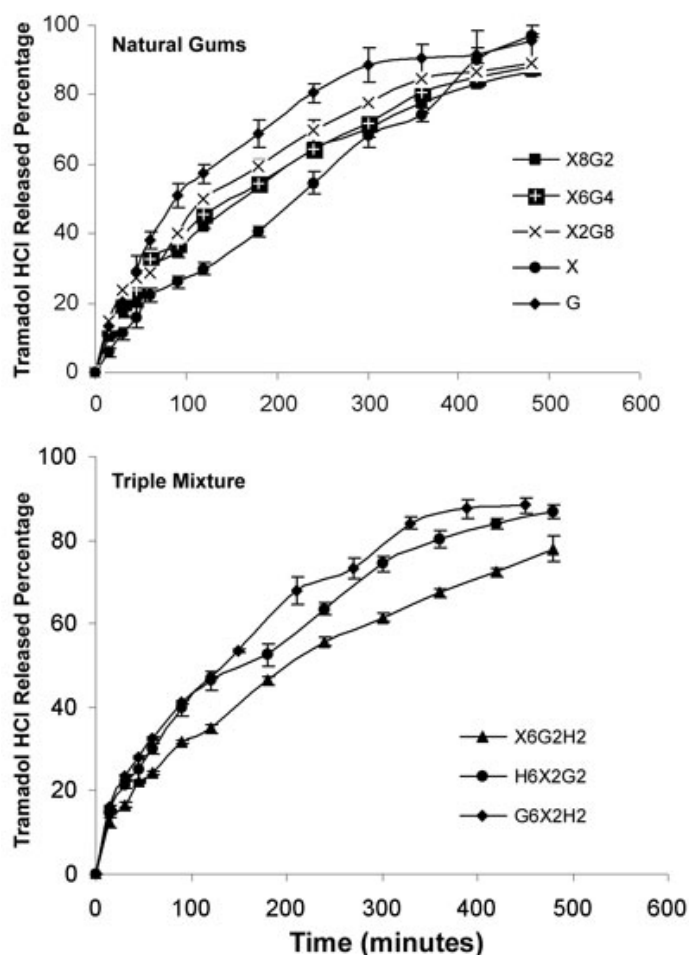 Natural Gums
Tramadol HCl Released Percentage
100
80
60
40
20
0
X8G2
X6G4
X2G8
X
G
0 100 200 300 400 500 600
Triple Mixture
Tramadol HCl Released Percentage
100
80
60
40
20
0
X6G2H2
H6X2G2
G6X2H2
0 100 200 300 400 500 600
Time (minutes)